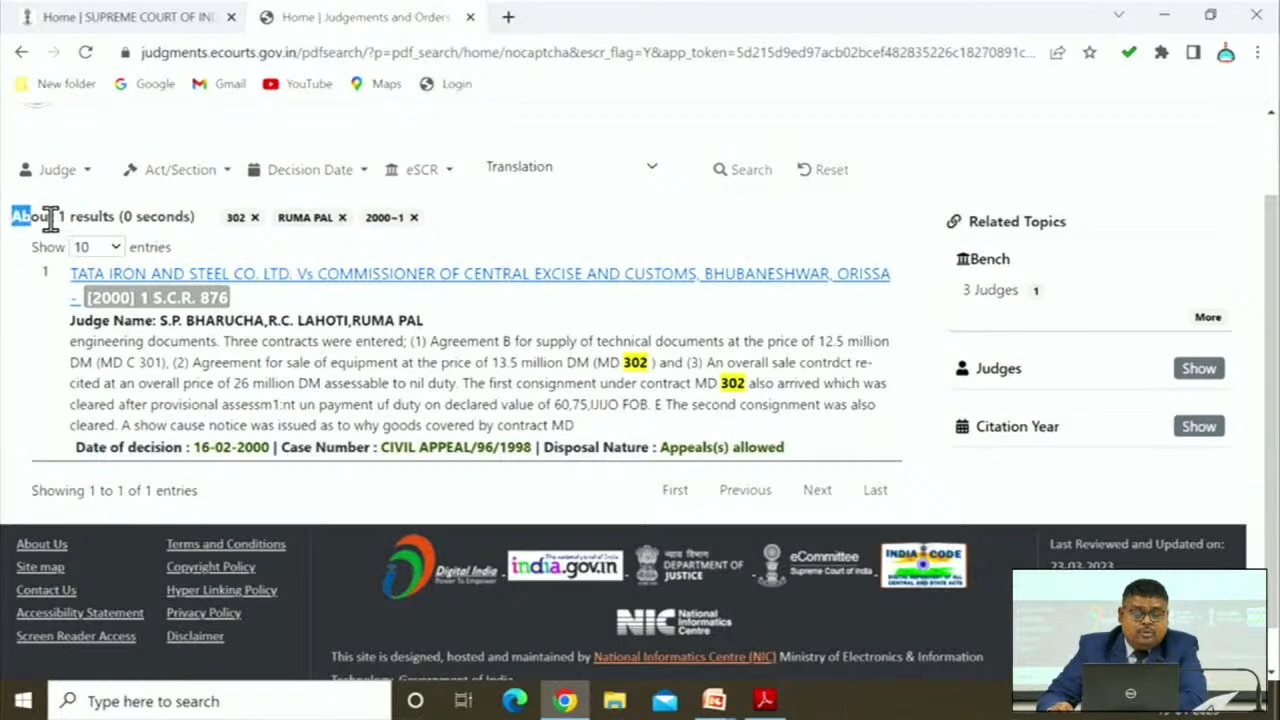 Home | SUPREME COURT OF IN
Home | Judgements and Orders
judgments.ecourts.gov.in/pdfsearch/?p=pdf_search/home/nocaptcha&escr_flag=Y&app_token=5d215d9ed97acb02bcef482835226c18270891c...
New folder Google Gmail YouTube Maps Login
Judge Act/Section Decision Date eSCR Translation Search Reset
About 1 results (0 seconds) 302 × RUMA PAL × 2000~1 ×
Show 10 entries
1 TATA IRON AND STEEL CO. LTD. Vs COMMISSIONER OF CENTRAL EXCISE AND CUSTOMS, BHUBANESHWAR, ORISSA
- [2000] 1 S.C.R. 876
Judge Name: S.P. BHARUCHA,R.C. LAHOTI,RUMA PAL
engineering documents. Three contracts were entered; (1) Agreement B for supply of technical documents at the price of 12.5 million
DM (MD C 301), (2) Agreement for sale of equipment at the price of 13.5 million DM (MD 302 ) and (3) An overall sale contrdct re-
cited at an overall price of 26 million DM assessable to nil duty. The first consignment under contract MD 302 also arrived which was
cleared after provisional assessm1:nt un payment uf duty on declared value of 60,75,IJIJO FOB. E The second consignment was also
cleared. A show cause notice was issued as to why goods covered by contract MD
Date of decision : 16-02-2000 | Case Number : CIVIL APPEAL/96/1998 | Disposal Nature : Appeals(s) allowed
Showing 1 to 1 of 1 entries
First Previous Next Last
Related Topics
Bench
3 Judges 1
More
Judges Show
Citation Year Show
About Us
Site map
Contact Us
Accessibility Statement
Screen Reader Access
Terms and Conditions
Copyright Policy
Hyper Linking Policy
Privacy Policy
Disclaimer
Digital India
Power To Empower
india.gov.in
न्याय विभाग
DEPARTMENT OF
JUSTICE
eCommittee
Supreme Court of India
INDIA CODE
NIC National
Informatics
Centre
This site is designed, hosted and maintained by National Informatics Centre (NIC) Ministry of Electronics & Information
Technology, Government of India
Last Reviewed and Updated on:
23.03.2023
Type here to search